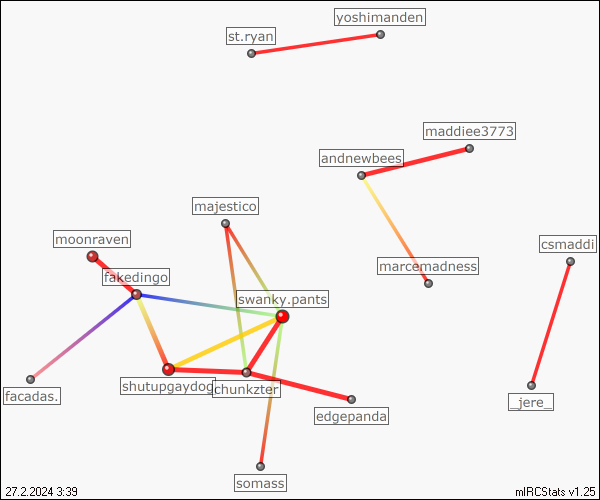 yoshimanden
st.ryan
maddiee3773
andnewbees
majestico
moonraven
csmaddi
marcemadness
fakedingo
swanky.pants
shutupgaydog
chunkzter
facadas.
_jere_
edgepanda
somass
27.2.2024 3:39
mIRCStats v1.25